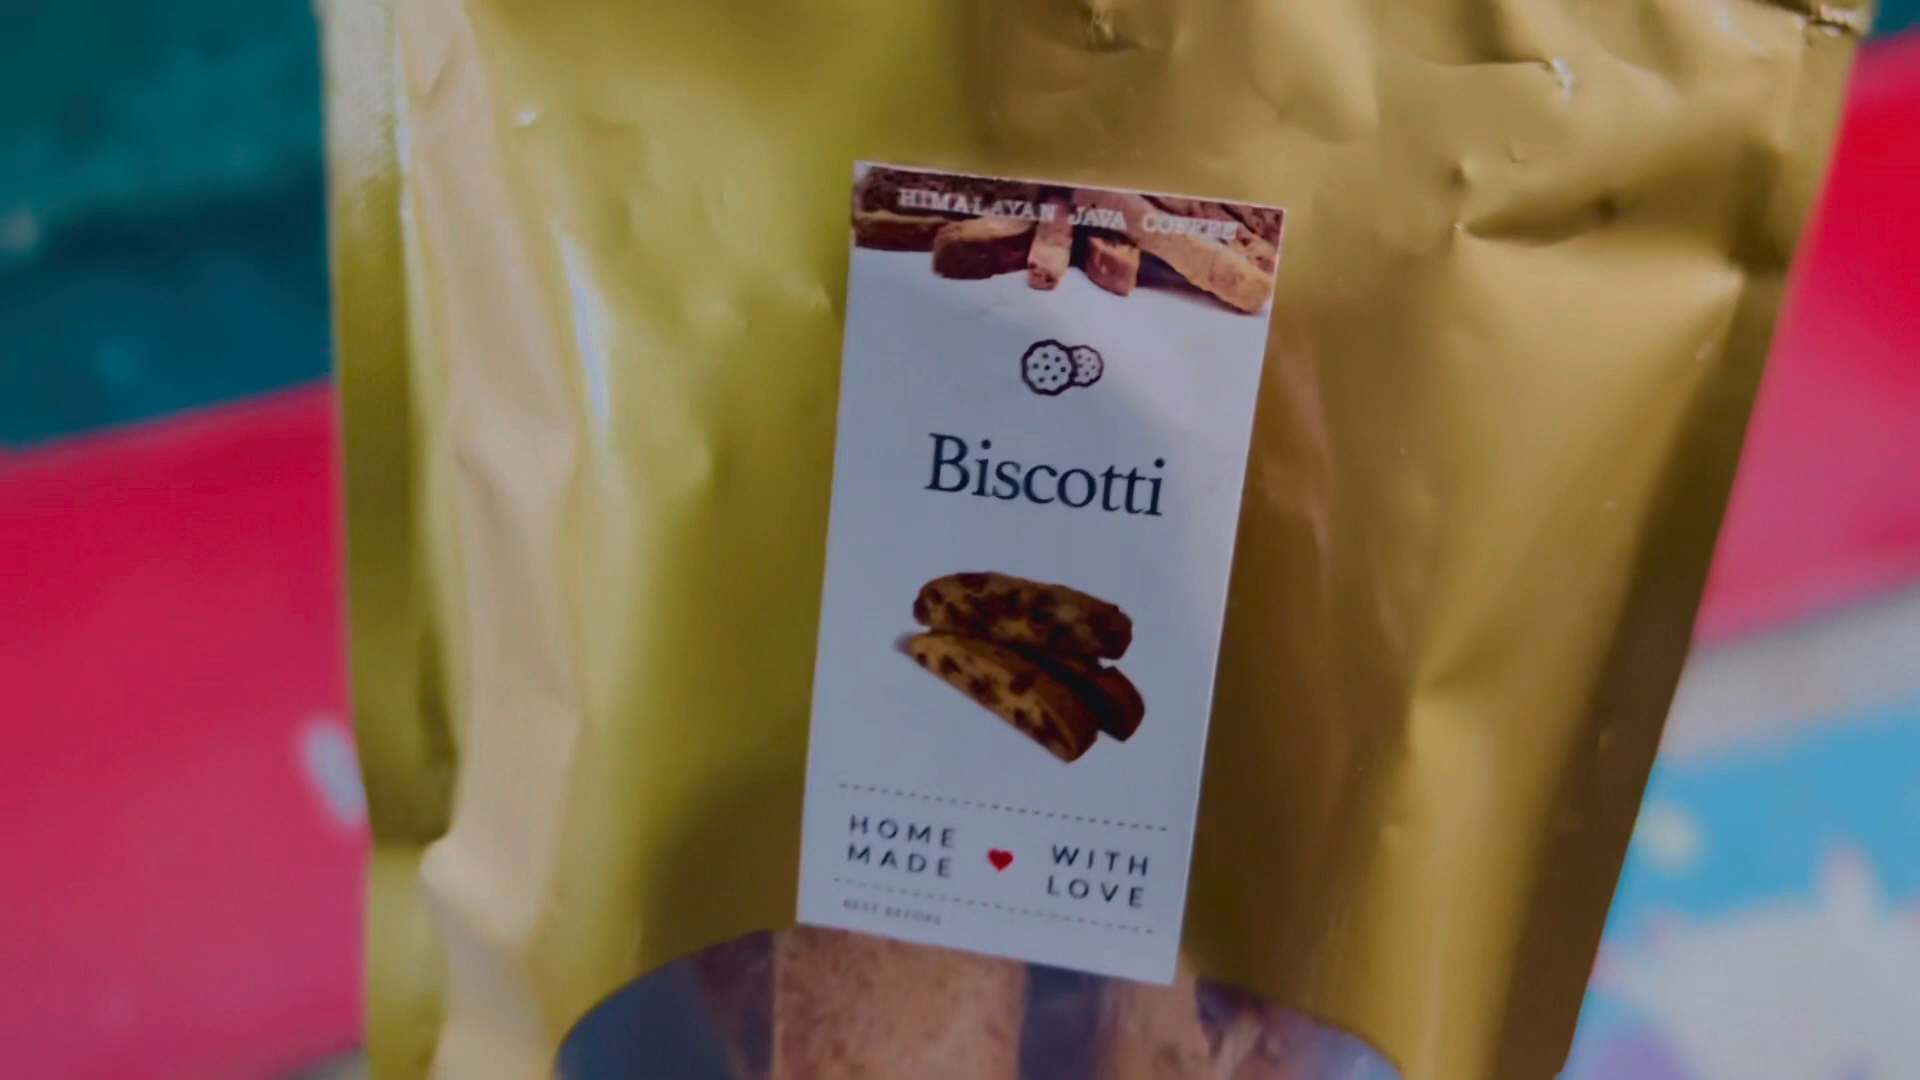 HIMALAYAN JAVA COFFEE
Biscotti
HOME
MADE
WITH
LOVE
BEST BEFORE